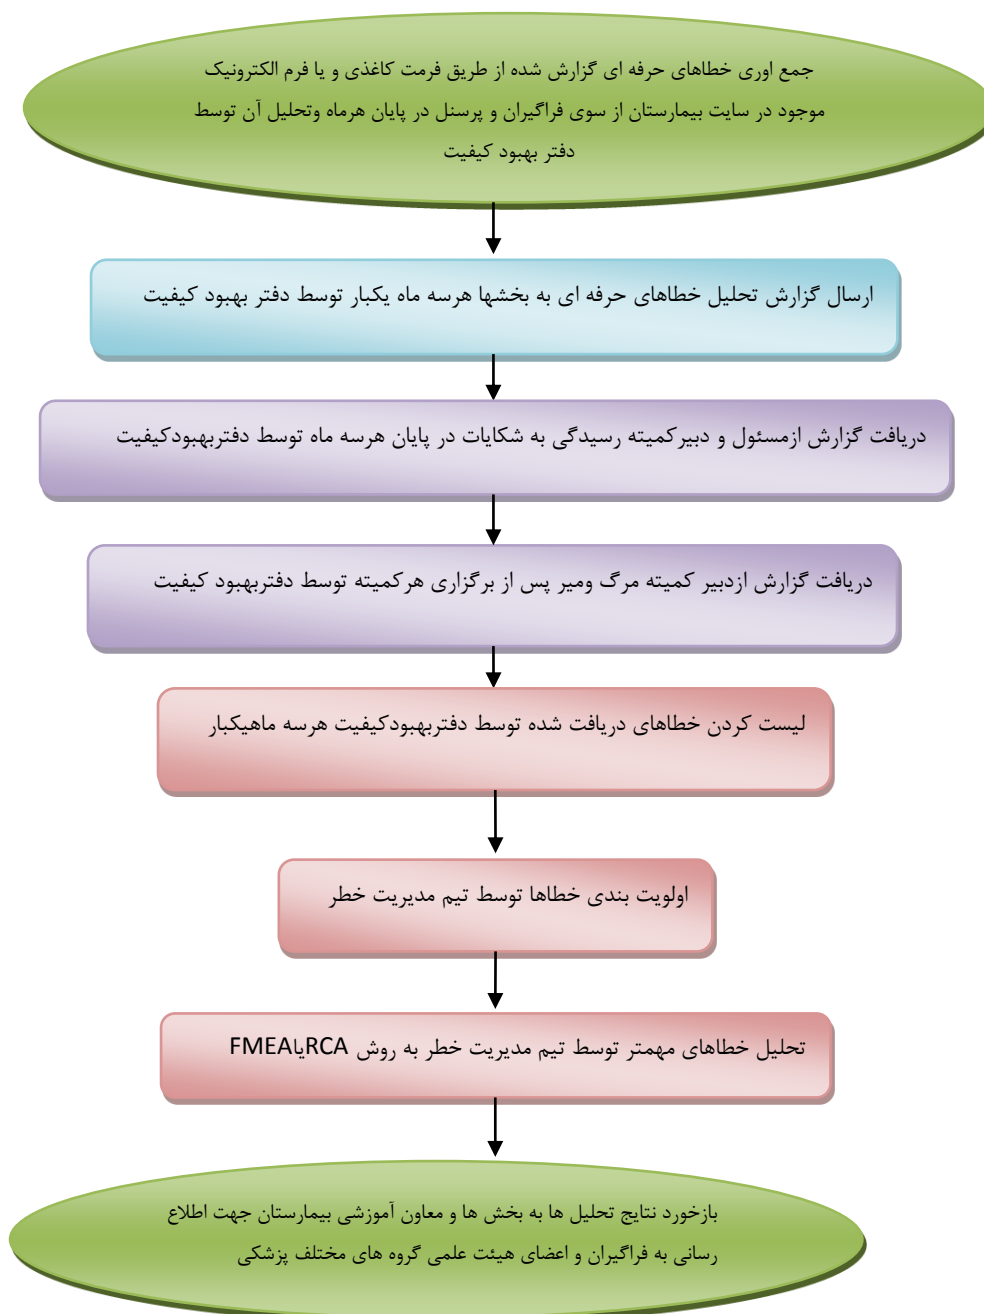 جمع اوری خطاهای حرفه ای گزارش شده از طریق فرمت کاغذی و یا فرم الکترونیک
موجود در سایت بیمارستان از سوی فراگیران و پرسنل در پایان هرماه وتحلیل آن توسط
دفتر بهبود کیفیت
ارسال گزارش تحلیل خطاهای حرفه ای به بخشها هرسه ماه یکبار توسط دفتر بهبود کیفیت
دریافت گزارش ازمسئول و دبیرکمیته رسیدگی به شکایات در پایان هرسه ماه توسط دفتربهبودکیفیت
دریافت گزارش ازدبیر کمیته مرگ ومیر پس از برگزاری هرکمیته توسط دفتربهبود کیفیت
لیست کردن خطاهای دریافت شده توسط دفتربهبودکیفیت هرسه ماهیکبار
اولویت بندی خطاها توسط تیم مدیریت خطر
تحلیل خطاهای مهمتر توسط تیم مدیریت خطر به روش RCAیاFMEA
بازخورد نتایج تحلیل ها به بخش ها و معاون آموزشی بیمارستان جهت اطلاع
رسانی به فراگیران و اعضای هیئت علمی گروه های مختلف پزشکی